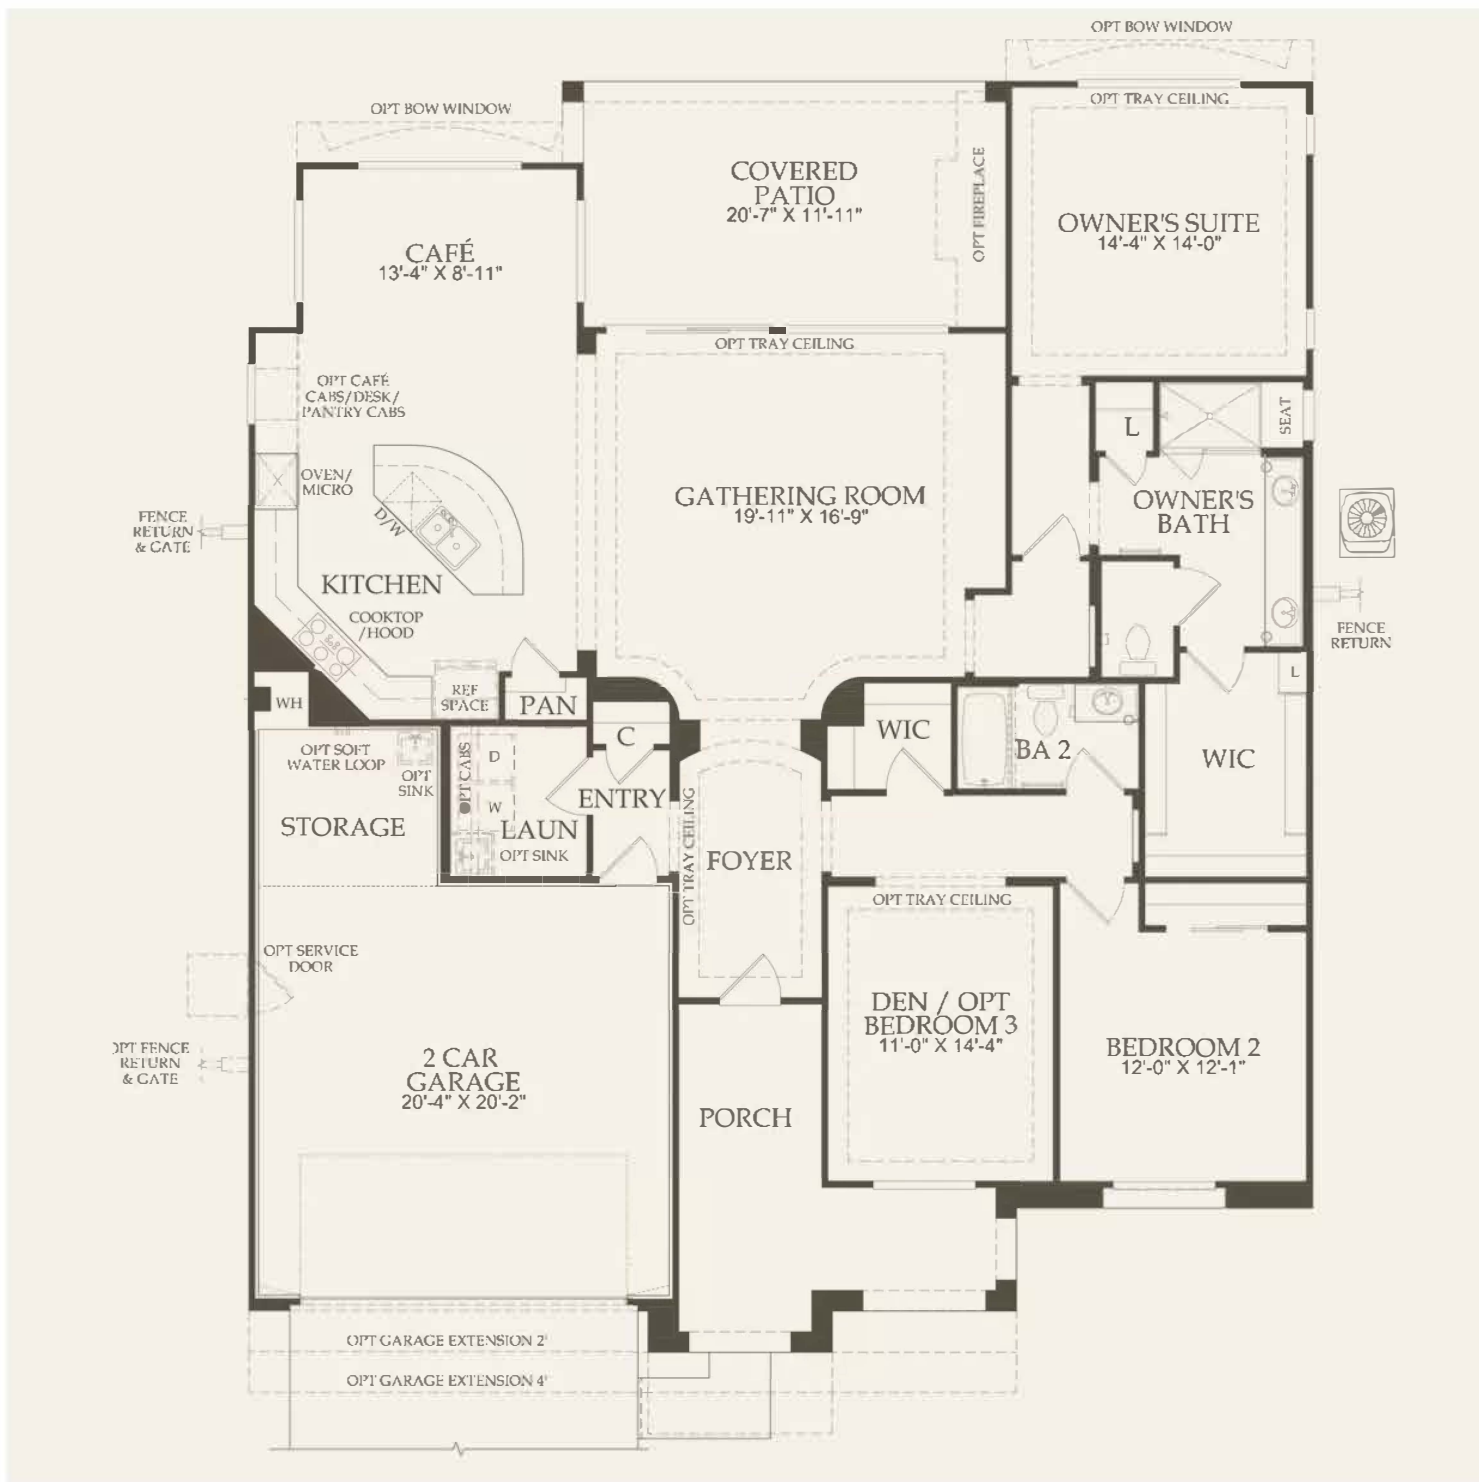 OPT BOW WINDOW
OPT TRAY CEILING
OWNER'S SUITE
14'-4" X 14'-0"
OPT BOW WINDOW
COVERED
PATIO
20'-7" X 11'-11"
OPT FIREPLACE
CAFÉ
13'-4" X 8'-11"
OPT TRAY CEILING
OPT CAFÉ
CABS/DESK/
PANTRY CABS
OVEN/
MICRO
D/W
FENCE
RETURN
& GATE
KITCHEN
COOKTOP
/HOOD
REF
SPACE
PAN
GATHERING ROOM
19'-11" X 16'-9"
L
SEAT
OWNER'S
BATH
FENCE
RETURN
L
WIC
WIC
BA 2
WH
OPT SOFT
WATER LOOP
OPT
SINK
STORAGE
OPT CABS
D
W
LAUN
OPT SINK
C
ENTRY
OPT TRAY CEILING
FOYER
OPT TRAY CEILING
DEN / OPT
BEDROOM 3
11'-0" X 14'-4"
BEDROOM 2
12'-0" X 12'-1"
OPT SERVICE
DOOR
OPT FENCE
RETURN
& GATE
2 CAR
GARAGE
20'-4" X 20'-2"
PORCH
OPT GARAGE EXTENSION 2'
OPT GARAGE EXTENSION 4'